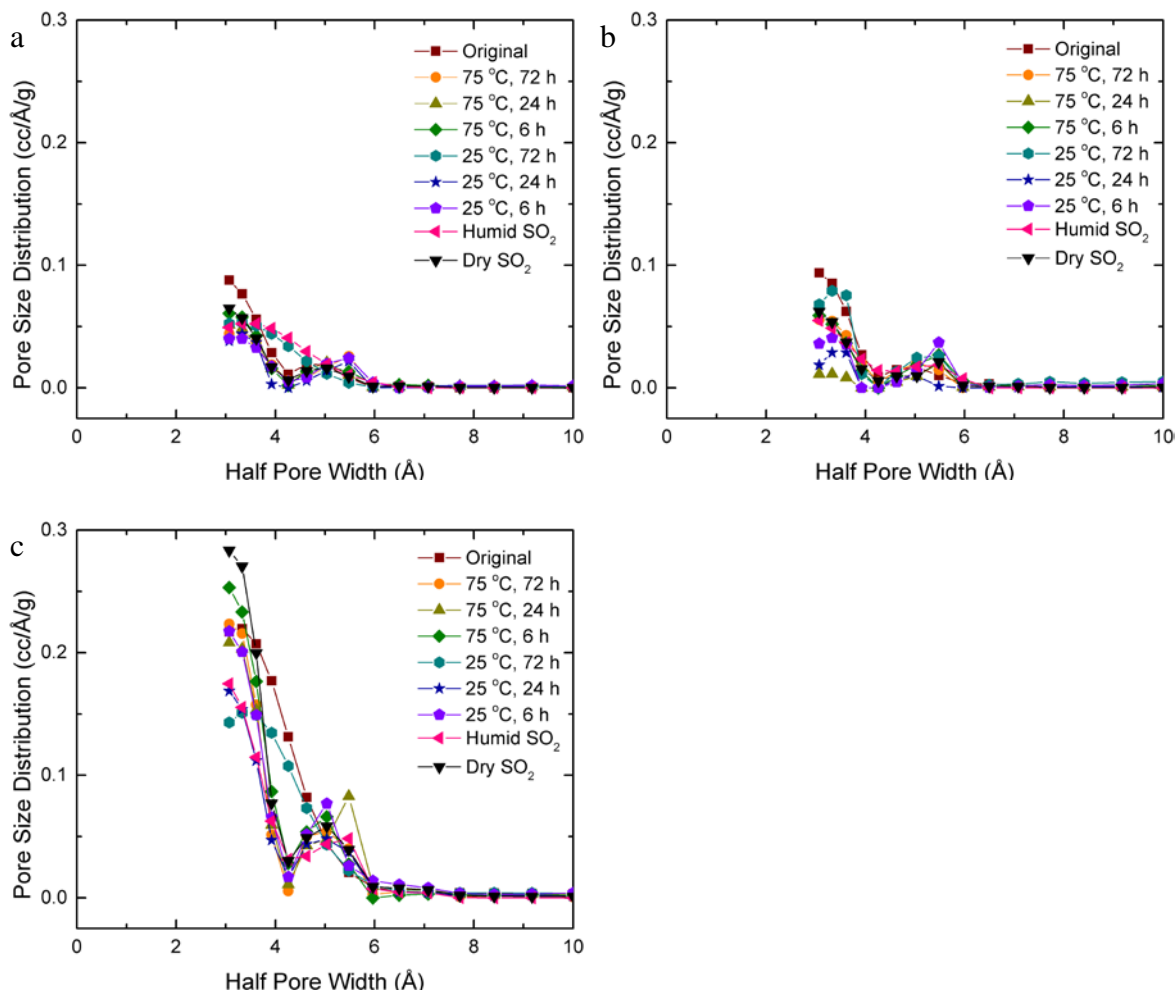 a
0.3
0.2
0.1
0.0
Pore Size Distribution (cc/Å/g)
Original
75 °C, 72 h
75 °C, 24 h
75 °C, 6 h
25 °C, 72 h
25 °C, 24 h
25 °C, 6 h
Humid SO₂
Dry SO₂
0 2 4 6 8 10
Half Pore Width (Å)
b
0.3
0.2
0.1
0.0
Pore Size Distribution (cc/Å/g)
Original
75 °C, 72 h
75 °C, 24 h
75 °C, 6 h
25 °C, 72 h
25 °C, 24 h
25 °C, 6 h
Humid SO₂
Dry SO₂
0 2 4 6 8 10
Half Pore Width (Å)
c
0.3
0.2
0.1
0.0
Pore Size Distribution (cc/Å/g)
Original
75 °C, 72 h
75 °C, 24 h
75 °C, 6 h
25 °C, 72 h
25 °C, 24 h
25 °C, 6 h
Humid SO₂
Dry SO₂
0 2 4 6 8 10
Half Pore Width (Å)